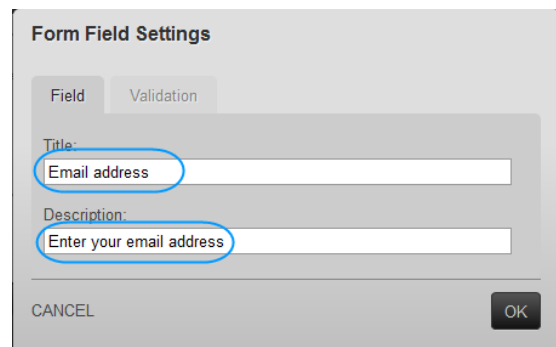 Form Field Settings
Field Validation
Title:
Email address
Description:
Enter your email address
CANCEL OK